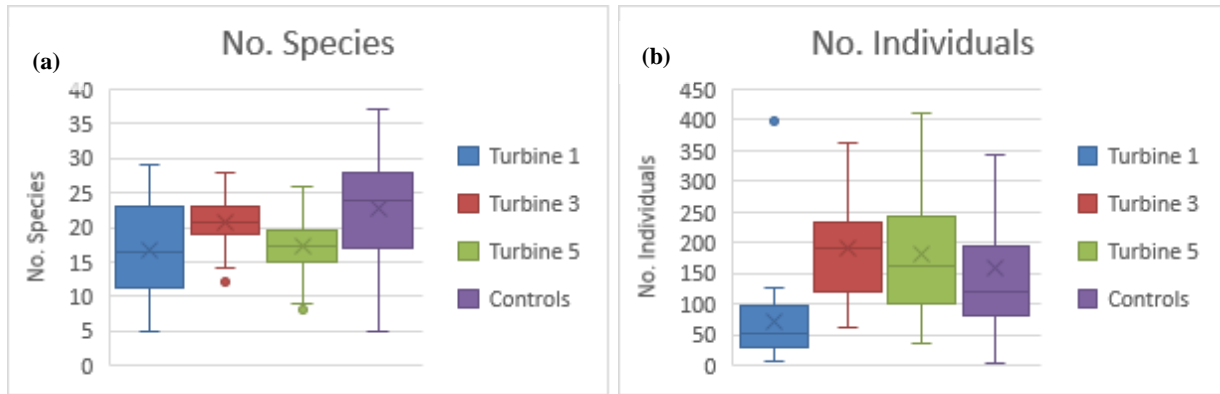 (a)
No. Species
No. Species
40
35
30
25
20
15
10
5
0
Turbine 1
Turbine 3
Turbine 5
Controls
(b)
No. Individuals
No. Individuals
450
400
350
300
250
200
150
100
50
0
Turbine 1
Turbine 3
Turbine 5
Controls